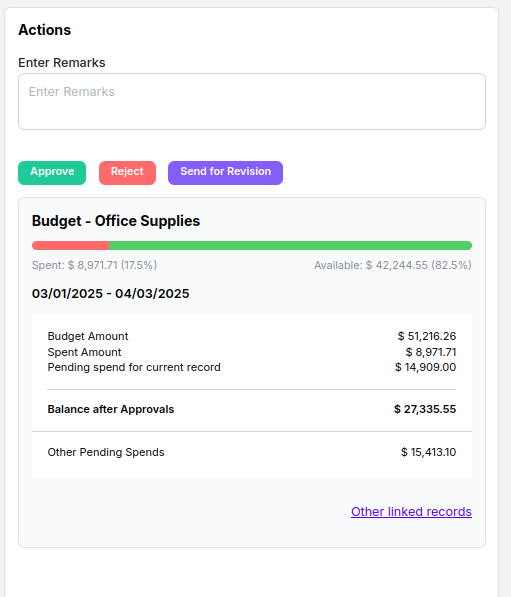 Actions
Enter Remarks
Enter Remarks
Approve Reject Send for Revision
Budget - Office Supplies
Spent: $ 8,971.71 (17.5%) Available: $ 42,244.55 (82.5%)
03/01/2025 - 04/03/2025
Budget Amount $ 51,216.26
Spent Amount $ 8,971.71
Pending spend for current record $ 14,909.00
Balance after Approvals $ 27,335.55
Other Pending Spends $ 15,413.10
Other linked records